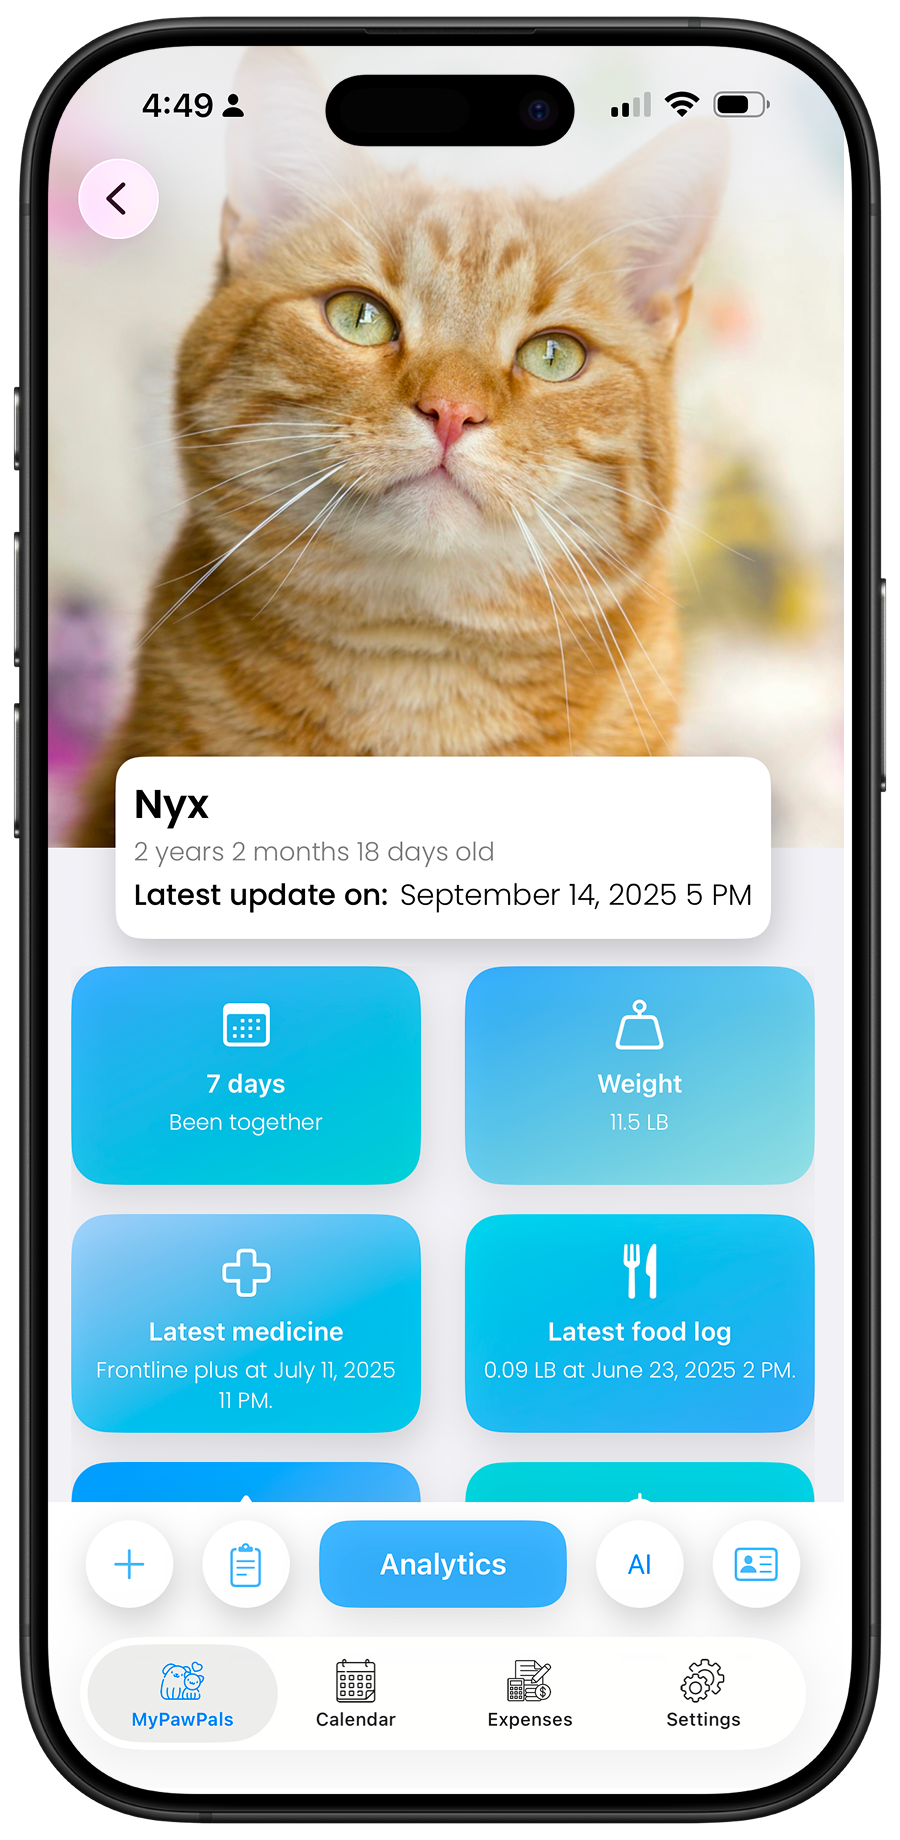 4:49
Nyx
2 years 2 months 18 days old
Latest update on: September 14, 2025 5 PM
7 days
Been together
Weight
11.5 LB
Latest medicine
Frontline plus at July 11, 2025
11 PM.
Latest food log
0.09 LB at June 23, 2025 2 PM.
Analytics
AI
MyPawPals
Calendar
Expenses
Settings